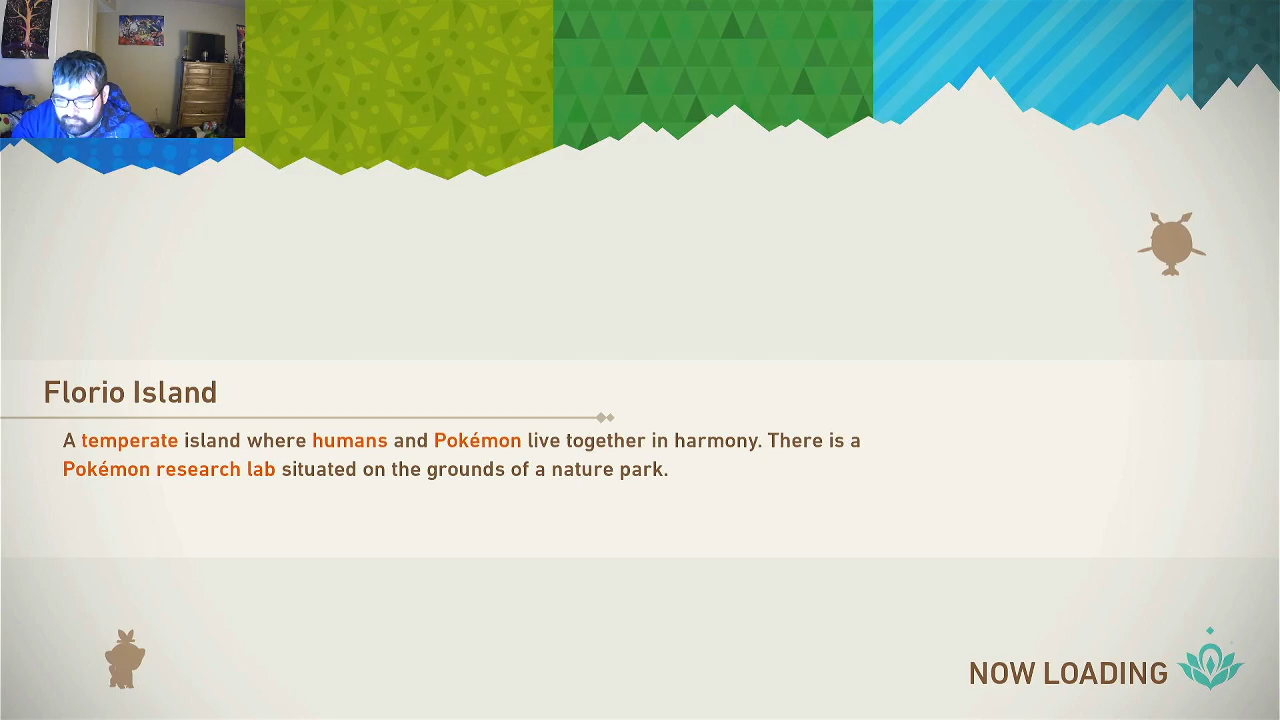 Florio Island
A temperate island where humans and Pokémon live together in harmony. There is a
Pokémon research lab situated on the grounds of a nature park.
NOW LOADING